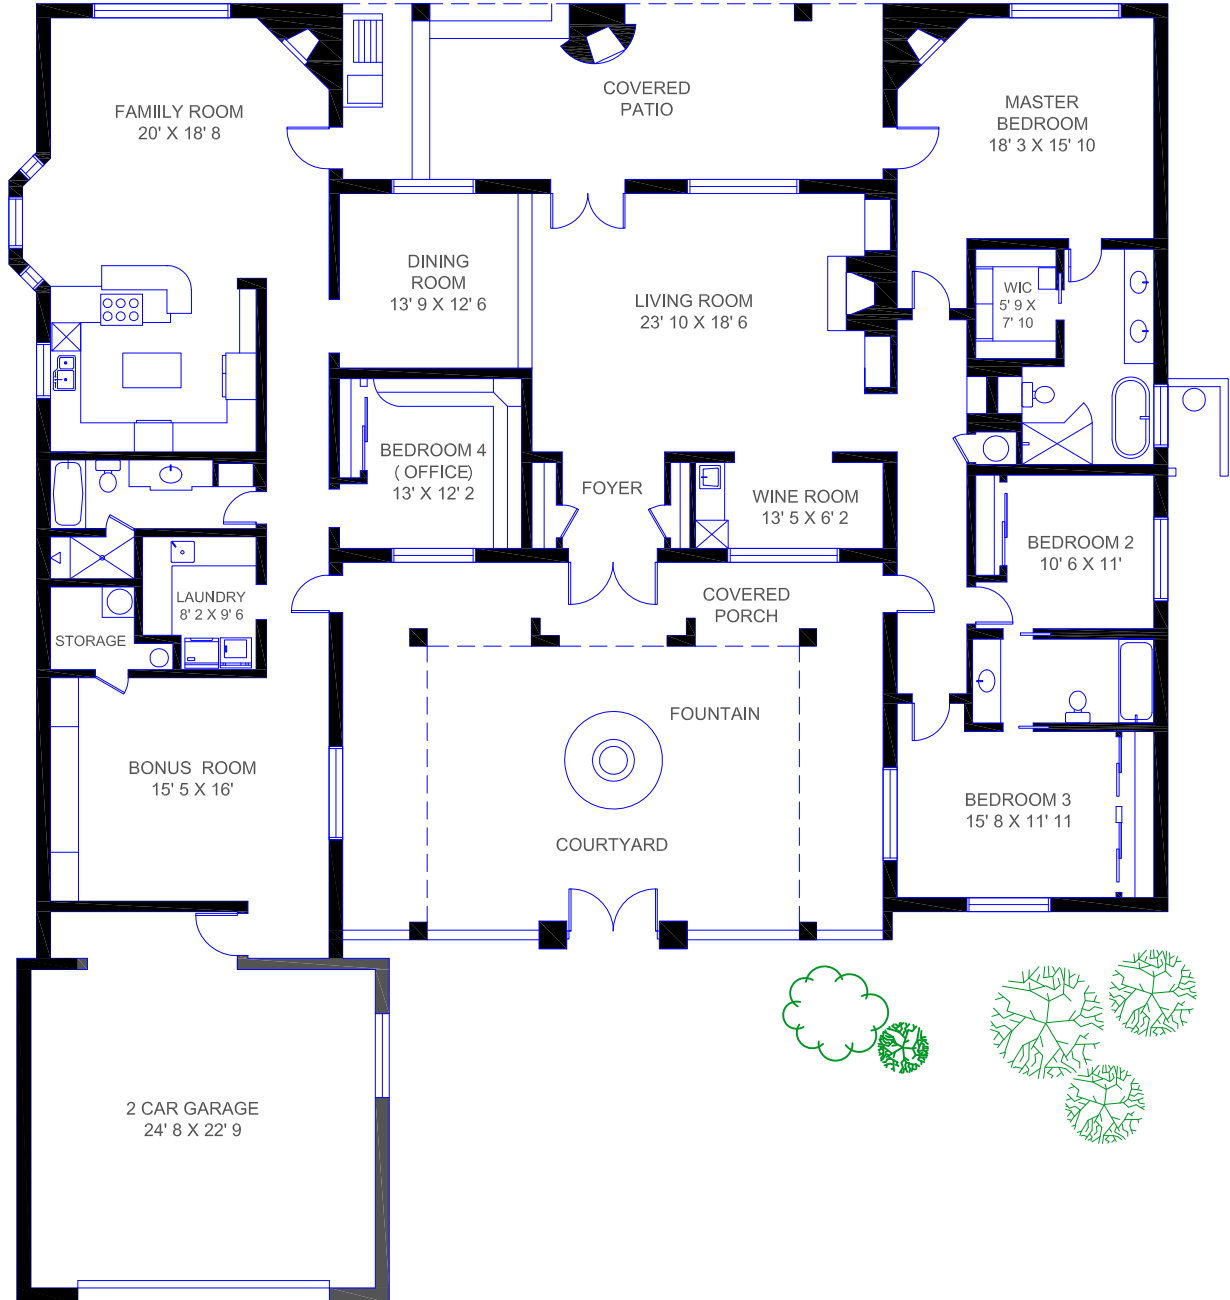 FAMIILY ROOM
20' X 18' 8
COVERED
PATIO
MASTER
BEDROOM
18' 3 X 15' 10
DINING
ROOM
13' 9 X 12' 6
LIVING ROOM
23' 10 X 18' 6
WIC
5' 9 X
7' 10
BEDROOM 4
( OFFICE)
13' X 12' 2
FOYER
WINE ROOM
13' 5 X 6' 2
BEDROOM 2
10' 6 X 11'
LAUNDRY
8' 2 X 9' 6
STORAGE
COVERED
PORCH
FOUNTAIN
BONUS ROOM
15' 5 X 16'
COURTYARD
BEDROOM 3
15' 8 X 11' 11
2 CAR GARAGE
24' 8 X 22' 9